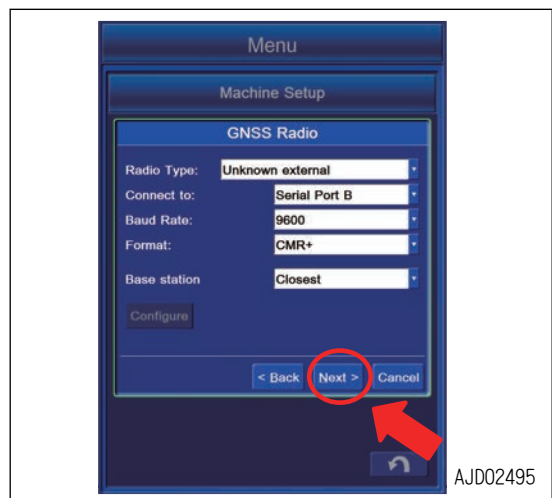 Menu
Machine Setup
GNSS Radio
Radio Type: Unknown external
Connect to: Serial Port B
Baud Rate: 9600
Format: CMR+
Base station Closest
Configure
< Back Next > Cancel
AJD02495